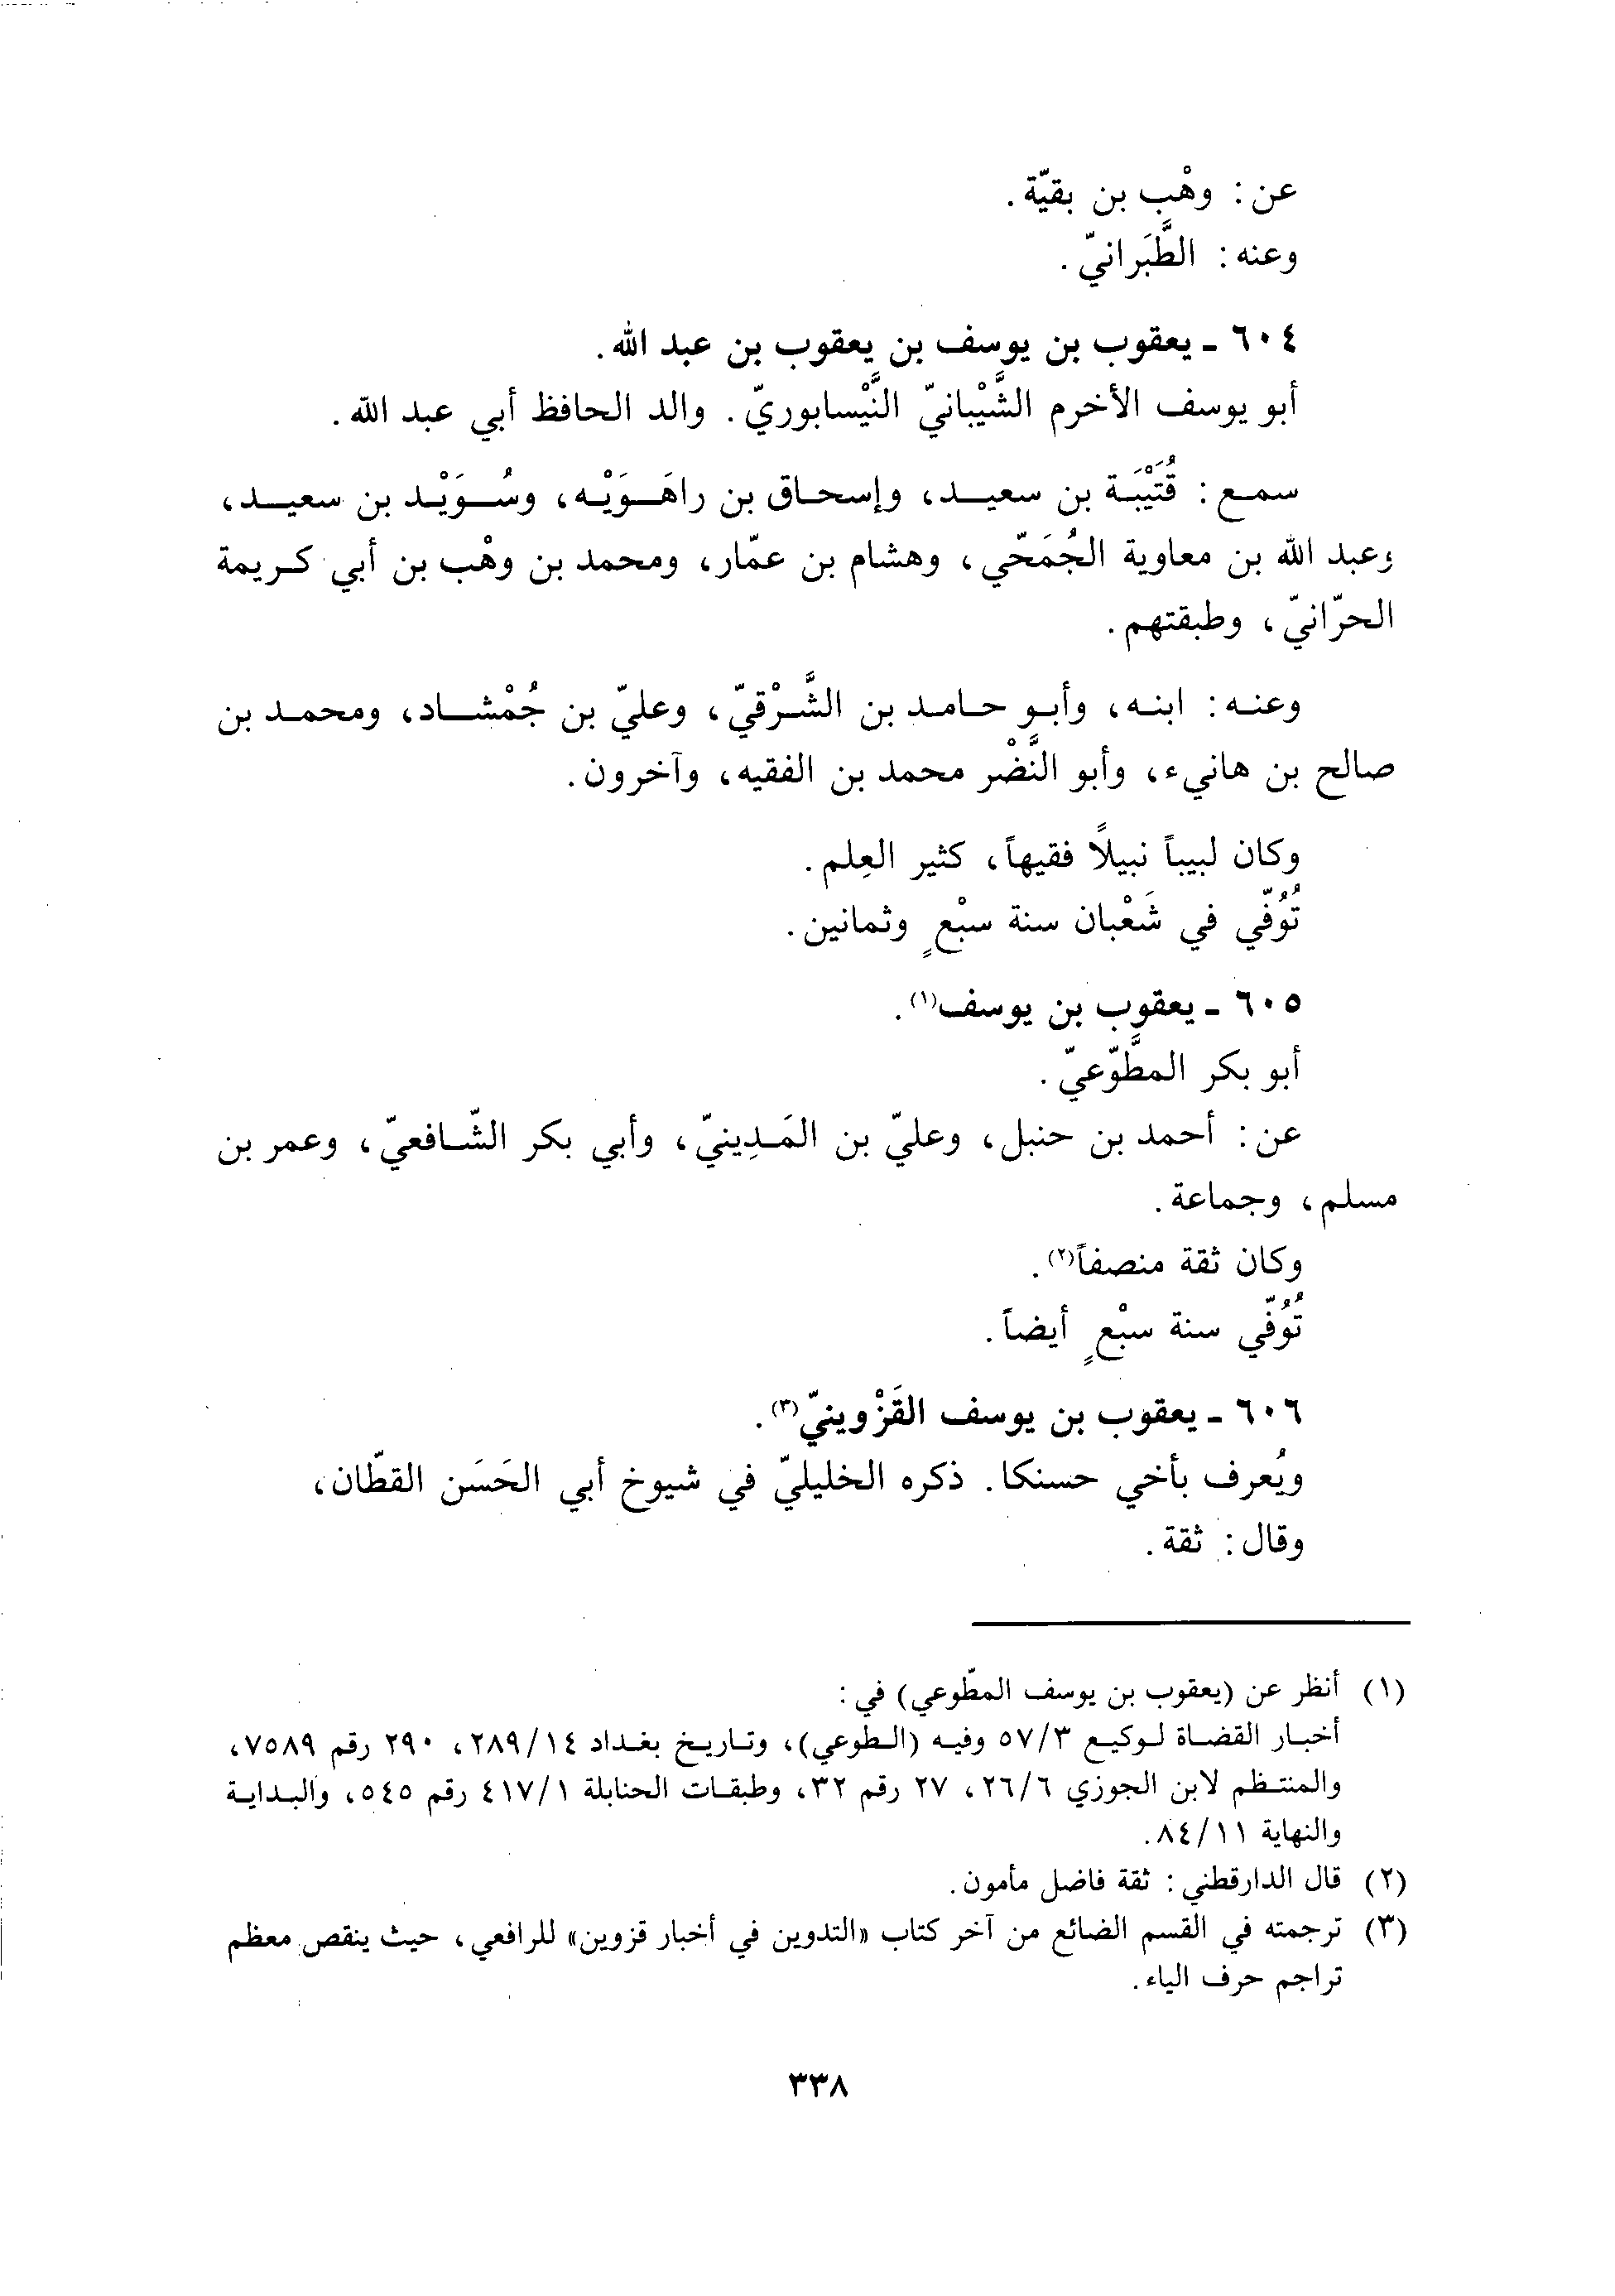 عن: وهْب بن بقيّة.
وعنه: الطَّبَرانيّ.
٦٠٤ ـ يعقوب بن يوسف بن يعقوب بن عبد الله.
أبو يوسف الأخرم الشَّيْبانيّ النَّيْسابوريّ. والد الحافظ أبي عبد الله.
سمع: قُتَيْبَة بن سعيد، وإسحاق بن راهَوَيْه، وسُوَيْد بن سعيد،
وعبد الله بن معاوية الجُمَحّي، وهشام بن عمّار، ومحمد بن وهْب بن أبي كريمة
الحرّانيّ، وطبقتهم.
وعنه: ابنه، وأبو حامد بن الشَّرْقيّ، وعليّ بن جُمْشاد، ومحمد بن
صالح بن هانيء، وأبو النَّضْر محمد بن الفقيه، وآخرون.
وكان لبيباً نبيلًا فقيهاً، كثير العِلم.
تُوُفّي في شَعْبان سنة سبْعٍ وثمانين.
٦٠٥ ـ يعقوب بن يوسف(١).
أبو بكر المطَّوّعيّ.
عن: أحمد بن حنبل، وعليّ بن المَدِينيّ، وأبي بكر الشّافعيّ، وعمر بن
مسلم، وجماعة.
وكان ثقة منصفاً(٢).
تُوُفّي سنة سبْعٍ أيضاً.
٦٠٦ ـ يعقوب بن يوسف القَزْوينيّ(٣).
ويُعرف بأخي حسنكا. ذكره الخليليّ في شيوخ أبي الحَسَن القطّان،
وقال: ثقة.
(١) أنظر عن (يعقوب بن يوسف المطّوعي) في:
أخبار القضاة لوكيع ٥٧/٣ وفيه (الطوعي)، وتاريخ بغداد ٢٨٩/١٤، ٢٩٠ رقم ٧٥٨٩،
والمنتظم لابن الجوزي ٢٦/٦، ٢٧ رقم ٣٢، وطبقات الحنابلة ٤١٧/١ رقم ٥٤٥، والبداية
والنهاية ٨٤/١١.
(٢) قال الدارقطني: ثقة فاضل مأمون.
(٣) ترجمته في القسم الضائع من آخر كتاب «التدوين في أخبار قزوين» للرافعي، حيث ينقص معظم
تراجم حرف الياء.
٣٣٨